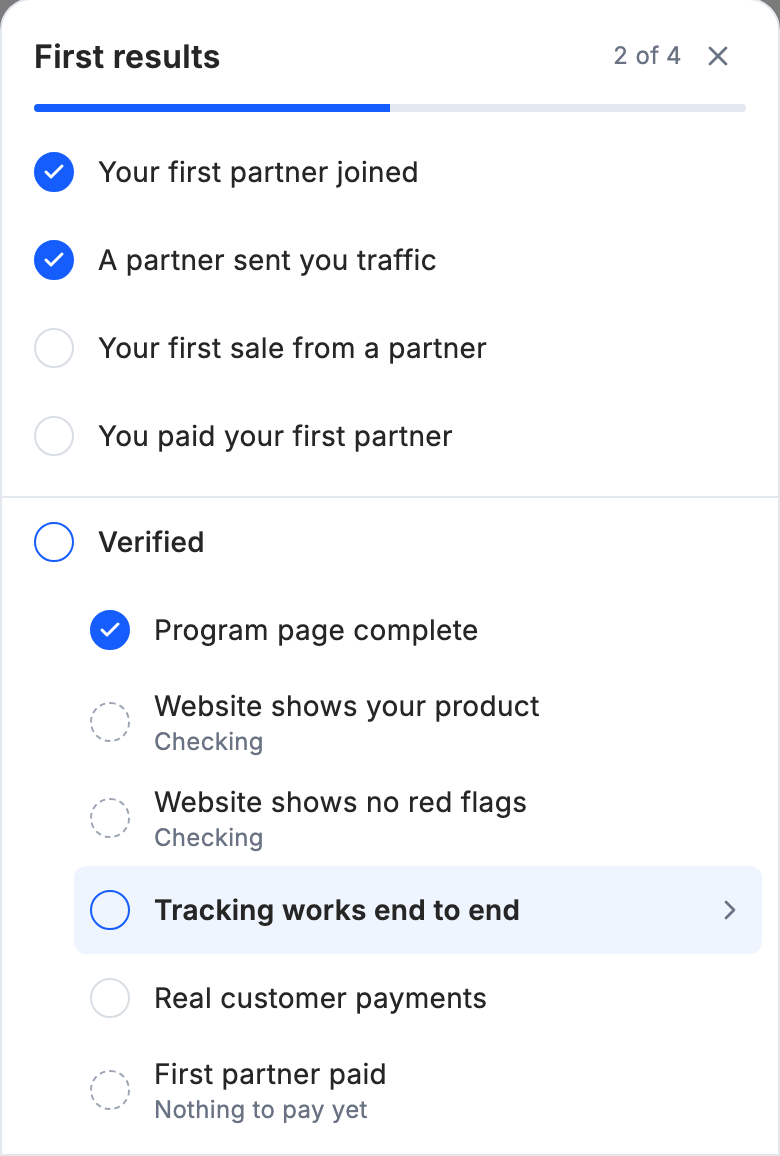 First results
2 of 4
Your first partner joined
A partner sent you traffic
Your first sale from a partner
You paid your first partner
Verified
Program page complete
Website shows your product
Checking
Website shows no red flags
Checking
Tracking works end to end
Real customer payments
First partner paid
Nothing to pay yet